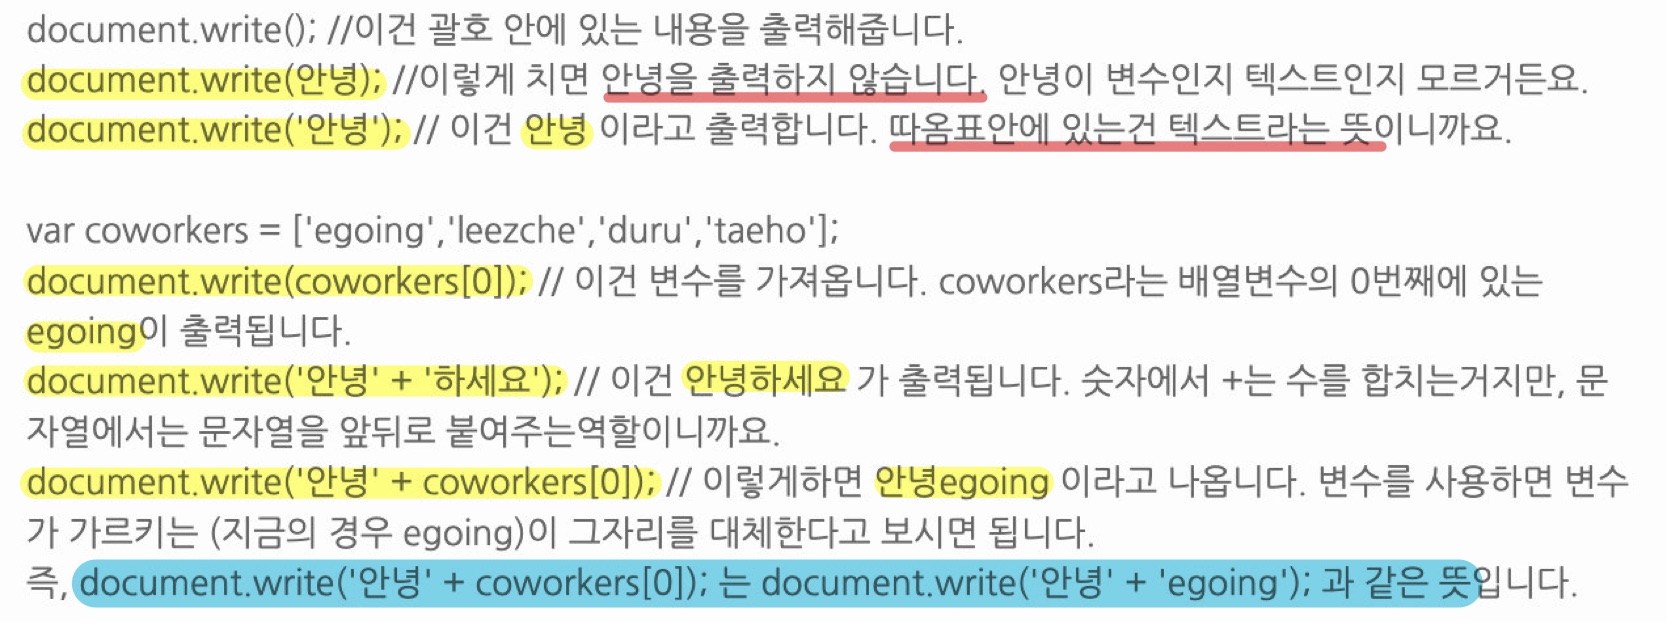 document.write(); //이건 괄호 안에 있는 내용을 출력해줍니다.
document.write(안녕); //이렇게 치면 안녕을 출력하지 않습니다. 안녕이 변수인지 텍스트인지 모르거든요.
document.write('안녕'); // 이건 안녕 이라고 출력합니다. 따옴표안에 있는건 텍스트라는 뜻이니까요.
var coworkers = ['egoing','leezche','duru','taeho'];
document.write(coworkers[0]); // 이건 변수를 가져옵니다. coworkers라는 배열변수의 0번째에 있는
egoing이 출력됩니다.
document.write('안녕' + '하세요'); // 이건 안녕하세요 가 출력됩니다. 숫자에서 +는 수를 합치는거지만, 문
자열에서는 문자열을 앞뒤로 붙여주는역할이니까요.
document.write('안녕' + coworkers[0]); // 이렇게하면 안녕egoing 이라고 나옵니다. 변수를 사용하면 변수
가 가르키는 (지금의 경우 egoing)이 그자리를 대체한다고 보시면 됩니다.
즉, document.write('안녕' + coworkers[0]); 는 document.write('안녕' + 'egoing'); 과 같은 뜻입니다.